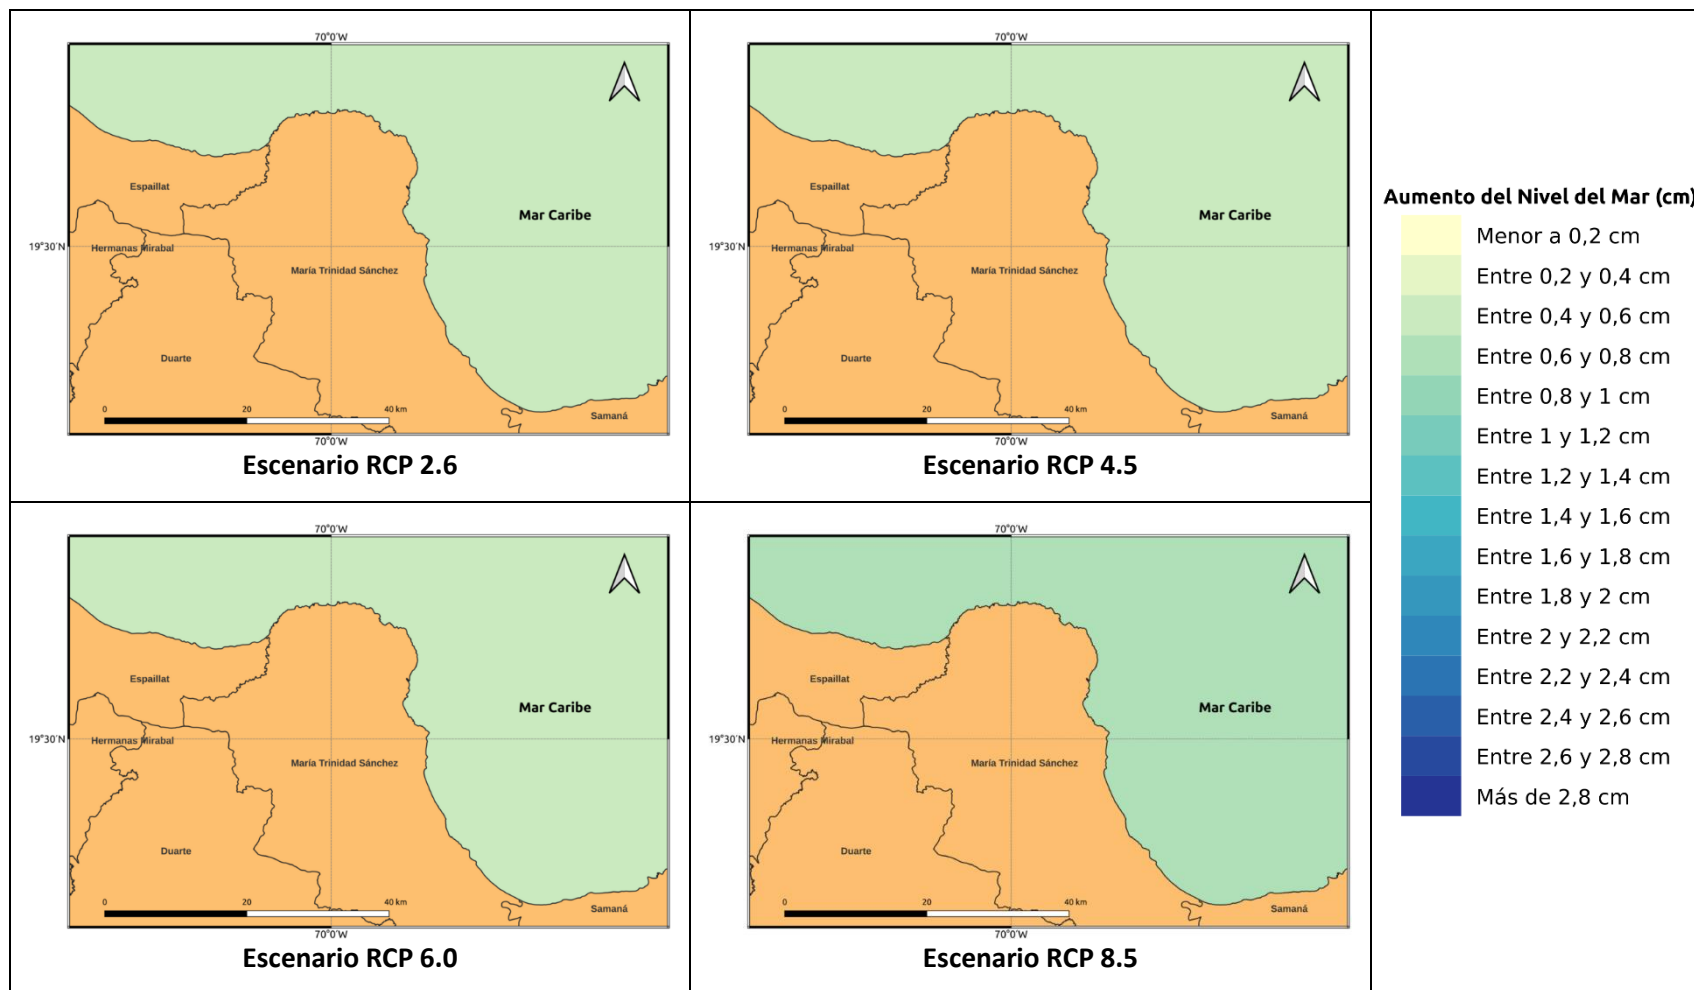 70°0'W
Espaillat
Mar Caribe
19°30'N
Hermanas Mirabal
María Trinidad Sánchez
Duarte
0 20 40 km
Samaná
70°0'W
Escenario RCP 2.6
70°0'W
Espaillat
Mar Caribe
19°30'N
Hermanas Mirabal
María Trinidad Sánchez
Duarte
0 20 40 km
Samaná
70°0'W
Escenario RCP 4.5
70°0'W
Espaillat
Mar Caribe
19°30'N
Hermanas Mirabal
María Trinidad Sánchez
Duarte
0 20 40 km
Samaná
70°0'W
Escenario RCP 6.0
70°0'W
Espaillat
Mar Caribe
19°30'N
Hermanas Mirabal
María Trinidad Sánchez
Duarte
0 20 40 km
Samaná
70°0'W
Escenario RCP 8.5
Aumento del Nivel del Mar (cm)
Menor a 0,2 cm
Entre 0,2 y 0,4 cm
Entre 0,4 y 0,6 cm
Entre 0,6 y 0,8 cm
Entre 0,8 y 1 cm
Entre 1 y 1,2 cm
Entre 1,2 y 1,4 cm
Entre 1,4 y 1,6 cm
Entre 1,6 y 1,8 cm
Entre 1,8 y 2 cm
Entre 2 y 2,2 cm
Entre 2,2 y 2,4 cm
Entre 2,4 y 2,6 cm
Entre 2,6 y 2,8 cm
Más de 2,8 cm